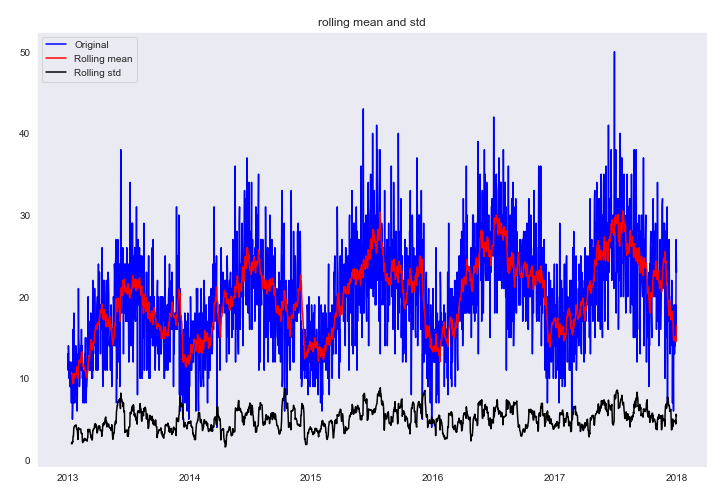 rolling mean and std
Original
Rolling mean
Rolling std
50
40
30
20
10
0
2013 2014 2015 2016 2017 2018